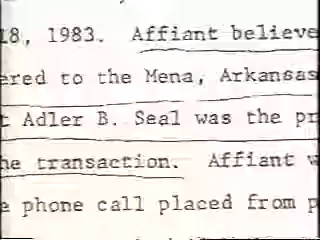 18, 1983. Affiant believe
ered to the Mena, Arkansas
t Adler B. Seal was the pr
he transaction. Affiant w
e phone call placed from p